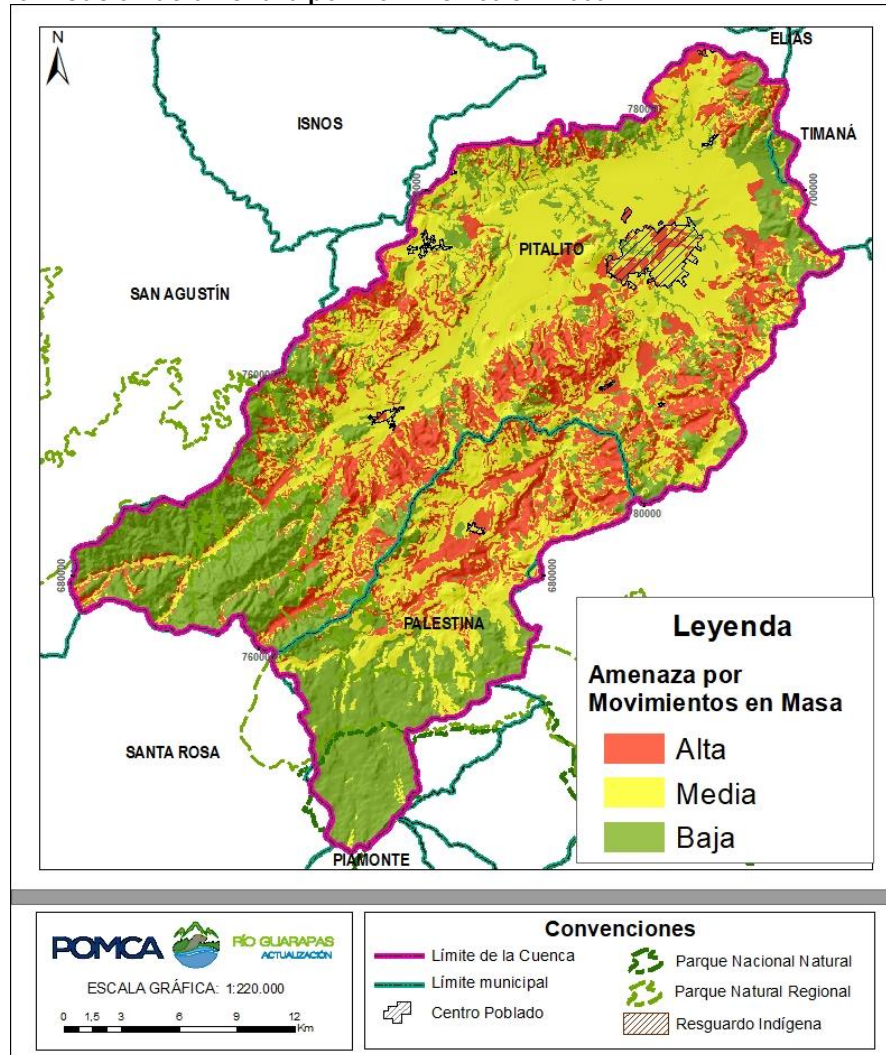 N
ELÍAS
ISNOS
780000
TIMANÁ
700000
PITALITO
SAN AGUSTÍN
760000
780000
680000
680000
PALESTINA
760000
SANTA ROSA
PIAMONTE
Leyenda
Amenaza por
Movimientos en Masa
Alta
Media
Baja
POMCA
RÍO GUARAPAS
ACTUALIZACIÓN
ESCALA GRÁFICA: 1:220.000
0 1,5 3 6 9 12
Km
Convenciones
Límite de la Cuenca
Límite municipal
Centro Poblado
Parque Nacional Natural
Parque Natural Regional
Resguardo Indígena